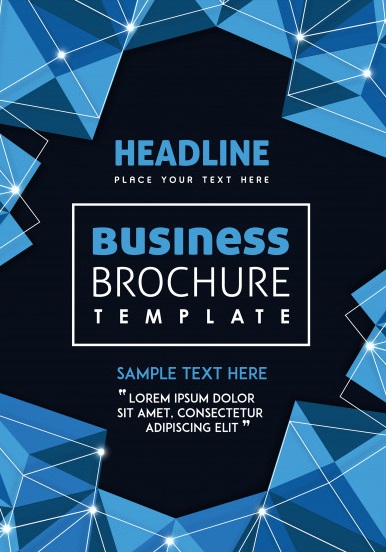 HEADLINE
PLACE YOUR TEXT HERE
BUSINESS
BROCHURE
TEMPLATE
SAMPLE TEXT HERE
"LOREM IPSUM DOLOR
SIT AMET, CONSECTETUR
ADIPISCING ELIT"